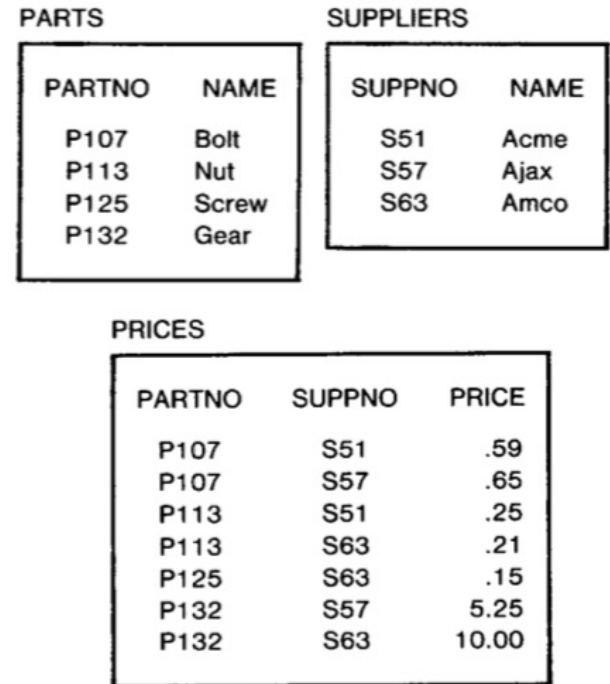 PARTS
PARTNO NAME
P107 Bolt
P113 Nut
P125 Screw
P132 Gear
SUPPLIERS
SUPPNO NAME
S51 Acme
S57 Ajax
S63 Amco
PRICES
PARTNO SUPPNO PRICE
P107 S51 .59
P107 S57 .65
P113 S51 .25
P113 S63 .21
P125 S63 .15
P132 S57 5.25
P132 S63 10.00